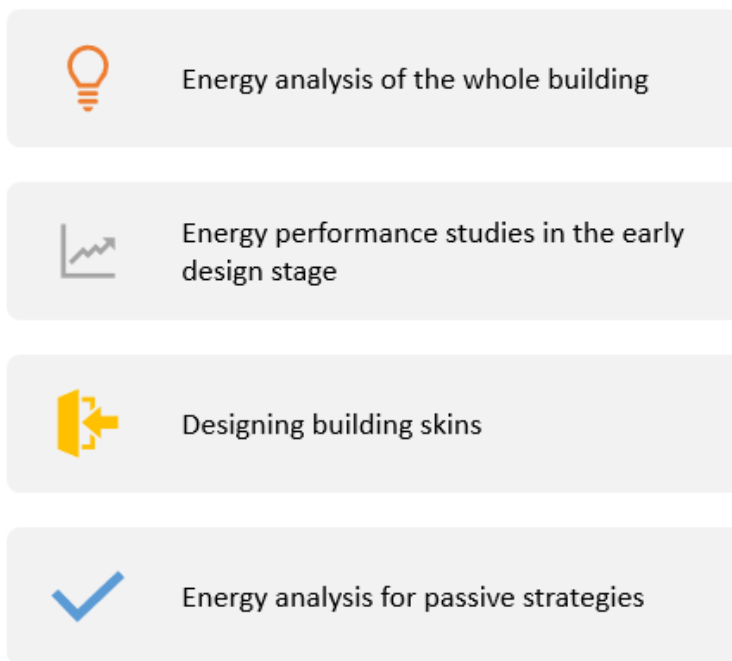 Energy analysis of the whole building
Energy performance studies in the early
design stage
Designing building skins
Energy analysis for passive strategies